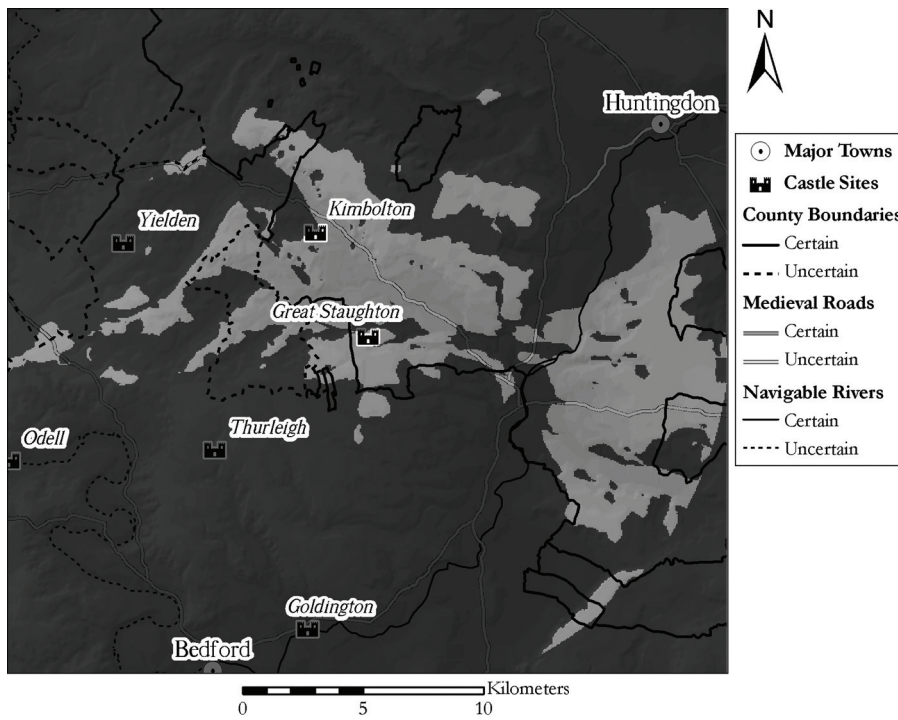 N
Huntingdon
Kimbolton
Yielden
Great Staughton
Thurleigh
Odell
Goldington
Bedford
Major Towns
Castle Sites
County Boundaries
Certain
Uncertain
Medieval Roads
Certain
Uncertain
Navigable Rivers
Certain
Uncertain
Kilometers
0 5 10